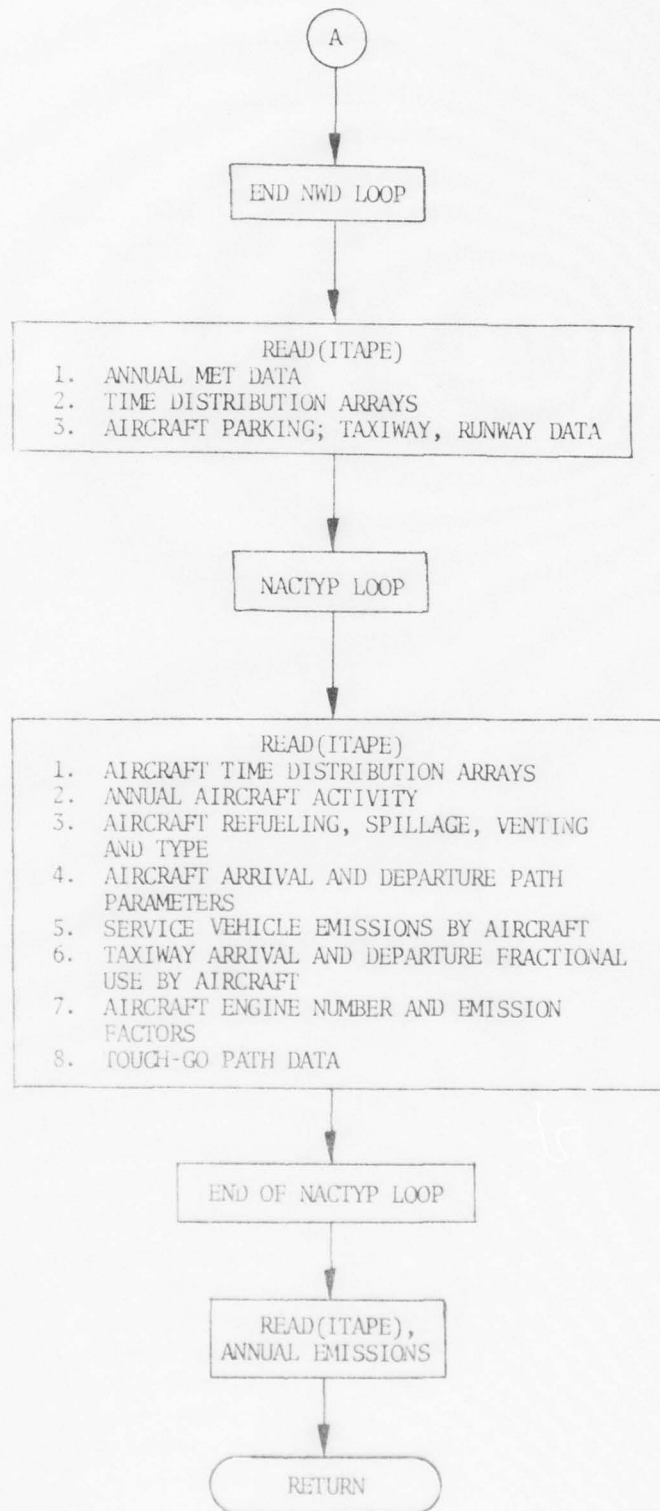 A
END NWD LOOP
READ(ITAPE)
1. ANNUAL MET DATA
2. TIME DISTRIBUTION ARRAYS
3. AIRCRAFT PARKING; TAXIWAY, RUNWAY DATA
NACTYP LOOP
READ(ITAPE)
1. AIRCRAFT TIME DISTRIBUTION ARRAYS
2. ANNUAL AIRCRAFT ACTIVITY
3. AIRCRAFT REFUELING, SPILLAGE, VENTING
AND TYPE
4. AIRCRAFT ARRIVAL AND DEPARTURE PATH
PARAMETERS
5. SERVICE VEHICLE EMISSIONS BY AIRCRAFT
6. TAXIWAY ARRIVAL AND DEPARTURE FRACTIONAL
USE BY AIRCRAFT
7. AIRCRAFT ENGINE NUMBER AND EMISSION
FACTORS
8. TOUCH-GO PATH DATA
END OF NACTYP LOOP
READ(ITAPE),
ANNUAL EMISSIONS
RETURN